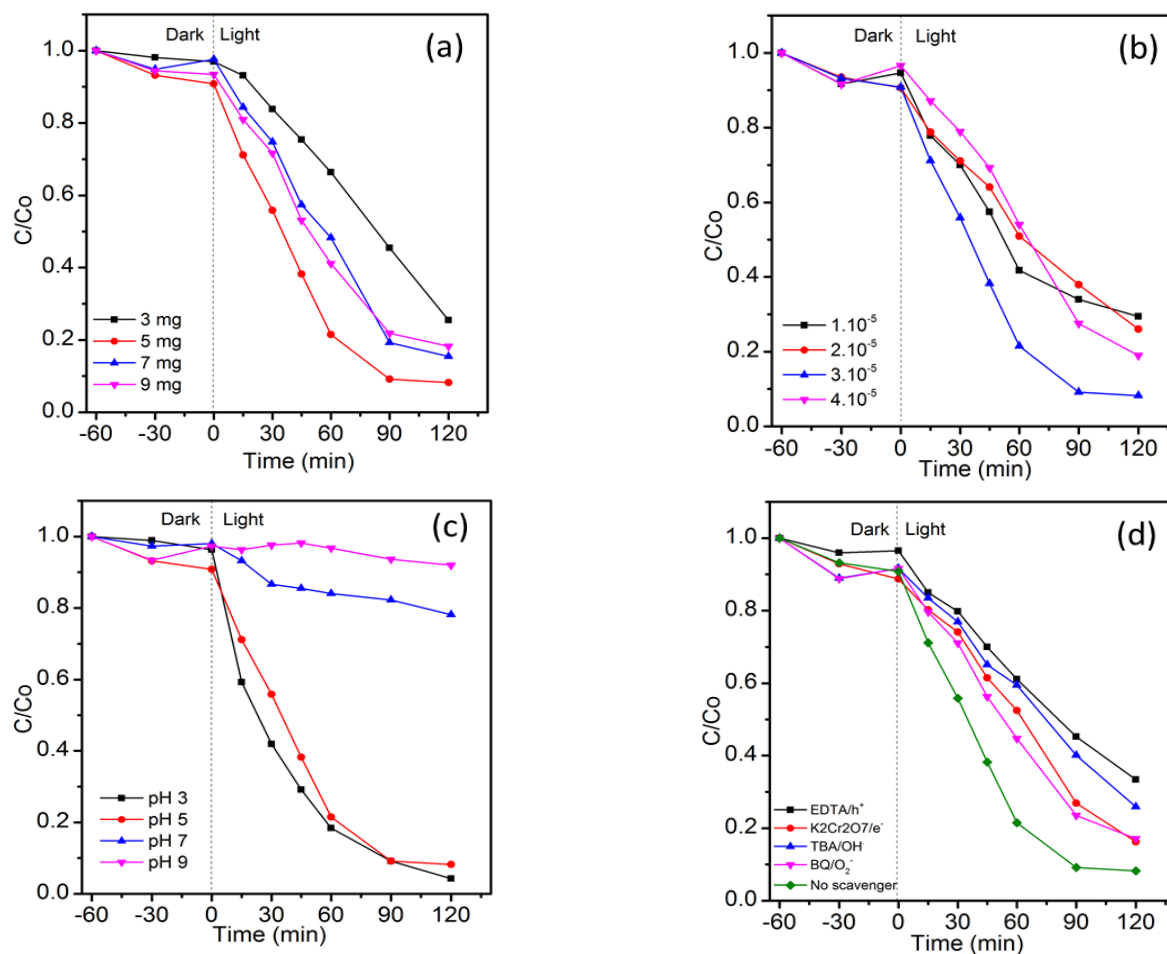 (a)
Dark Light
1.0
0.8
0.6
0.4
0.2
0.0
C/Co
3 mg
5 mg
7 mg
9 mg
-60 -30 0 30 60 90 120
Time (min)
(b)
Dark Light
1.0
0.8
0.6
0.4
0.2
0.0
C/Co
1.10⁻⁵
2.10⁻⁵
3.10⁻⁵
4.10⁻⁵
-60 -30 0 30 60 90 120
Time (min)
(c)
Dark Light
1.0
0.8
0.6
0.4
0.2
0.0
C/Co
pH 3
pH 5
pH 7
pH 9
-60 -30 0 30 60 90 120
Time (min)
(d)
Dark Light
1.0
0.8
0.6
0.4
0.2
0.0
C/Co
EDTA/h⁺
K2Cr2O7/e⁻
TBA/OH·
BQ/O₂⁻
No scavenger
-60 -30 0 30 60 90 120
Time (min)